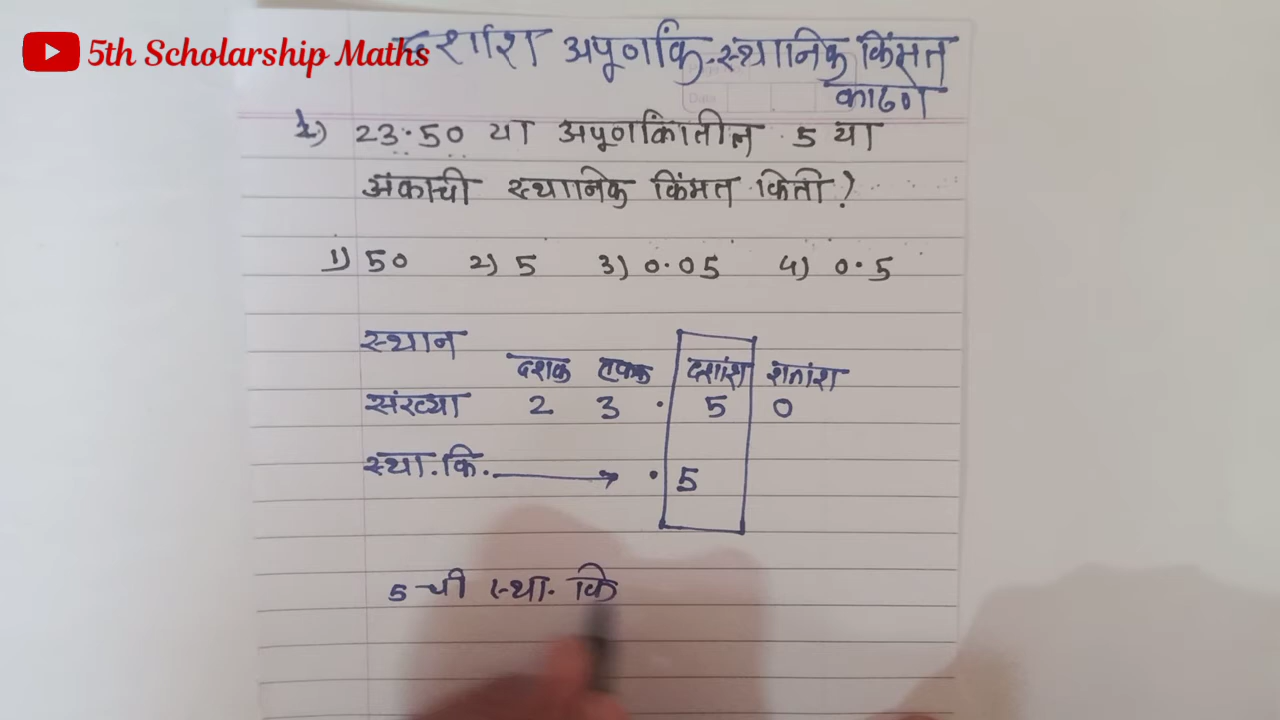 5th Scholarship Maths
दशांश अपूर्णांक-स्थानिक किंमत
काढणे
1) 23.50 या अपूर्णांकातील 5 या
अंकाची स्थानिक किंमत किती?
1) 50 2) 5 3) 0.05 4) 0.5
स्थान
दशक एकक दशांश शतांश
संख्या 2 3 . 5 0
स्था.कि. → .5
5 ची स्था. कि